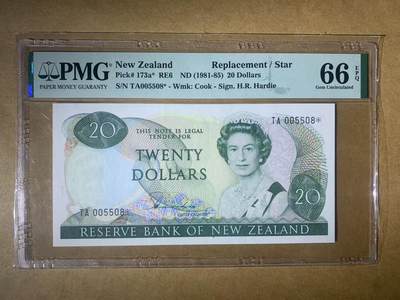 PMG
PAPER MONEY GUARANTY
New Zealand Replacement / Star
Pick# 173a* RE6 ND (1981-85) 20 Dollars
S/N TA005508* - Wmk: Cook - Sign. H.R. Hardie
66 EPQ
Gem Uncirculated
20
THIS NOTE IS LEGAL
TENDER FOR
TWENTY
DOLLARS
TA 005508*
TA 005508*
20
RESERVE BANK OF NEW ZEALAND